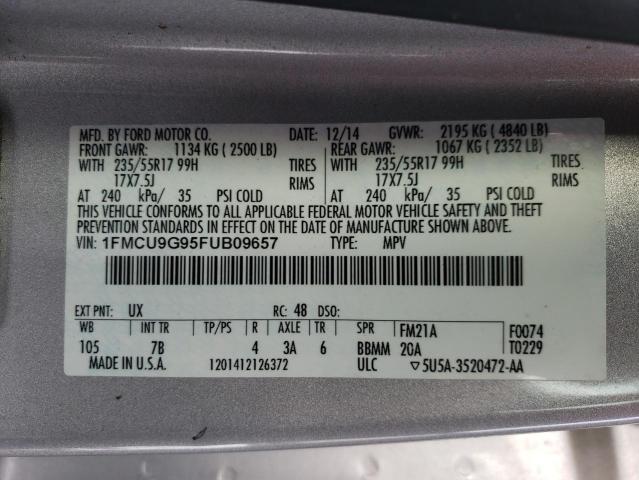 MFD. BY FORD MOTOR CO. DATE: 12/14 GVWR: 2195 KG ( 4840 LB)
FRONT GAWR: 1134 KG ( 2500 LB) REAR GAWR: 1067 KG ( 2352 LB)
WITH 235/55R17 99H TIRES WITH 235/55R17 99H TIRES
17X7.5J RIMS 17X7.5J RIMS
AT 240 kPa/ 35 PSI COLD AT 240 kPa/ 35 PSI COLD
THIS VEHICLE CONFORMS TO ALL APPLICABLE FEDERAL MOTOR VEHICLE SAFETY AND THEFT
PREVENTION STANDARDS IN EFFECT ON THE DATE OF MANUFACTURE SHOWN ABOVE.
VIN: 1FMCU9G95FUB09657 TYPE: MPV
EXT PNT: UX RC: 48 DSO:
WB INT TR TP/PS R AXLE TR SPR FM21A F0074
105 7B 4 3A 6 BBMM 20A T0229
MADE IN U.S.A. 1201412126372 ULC ▽5U5A-3520472-AA